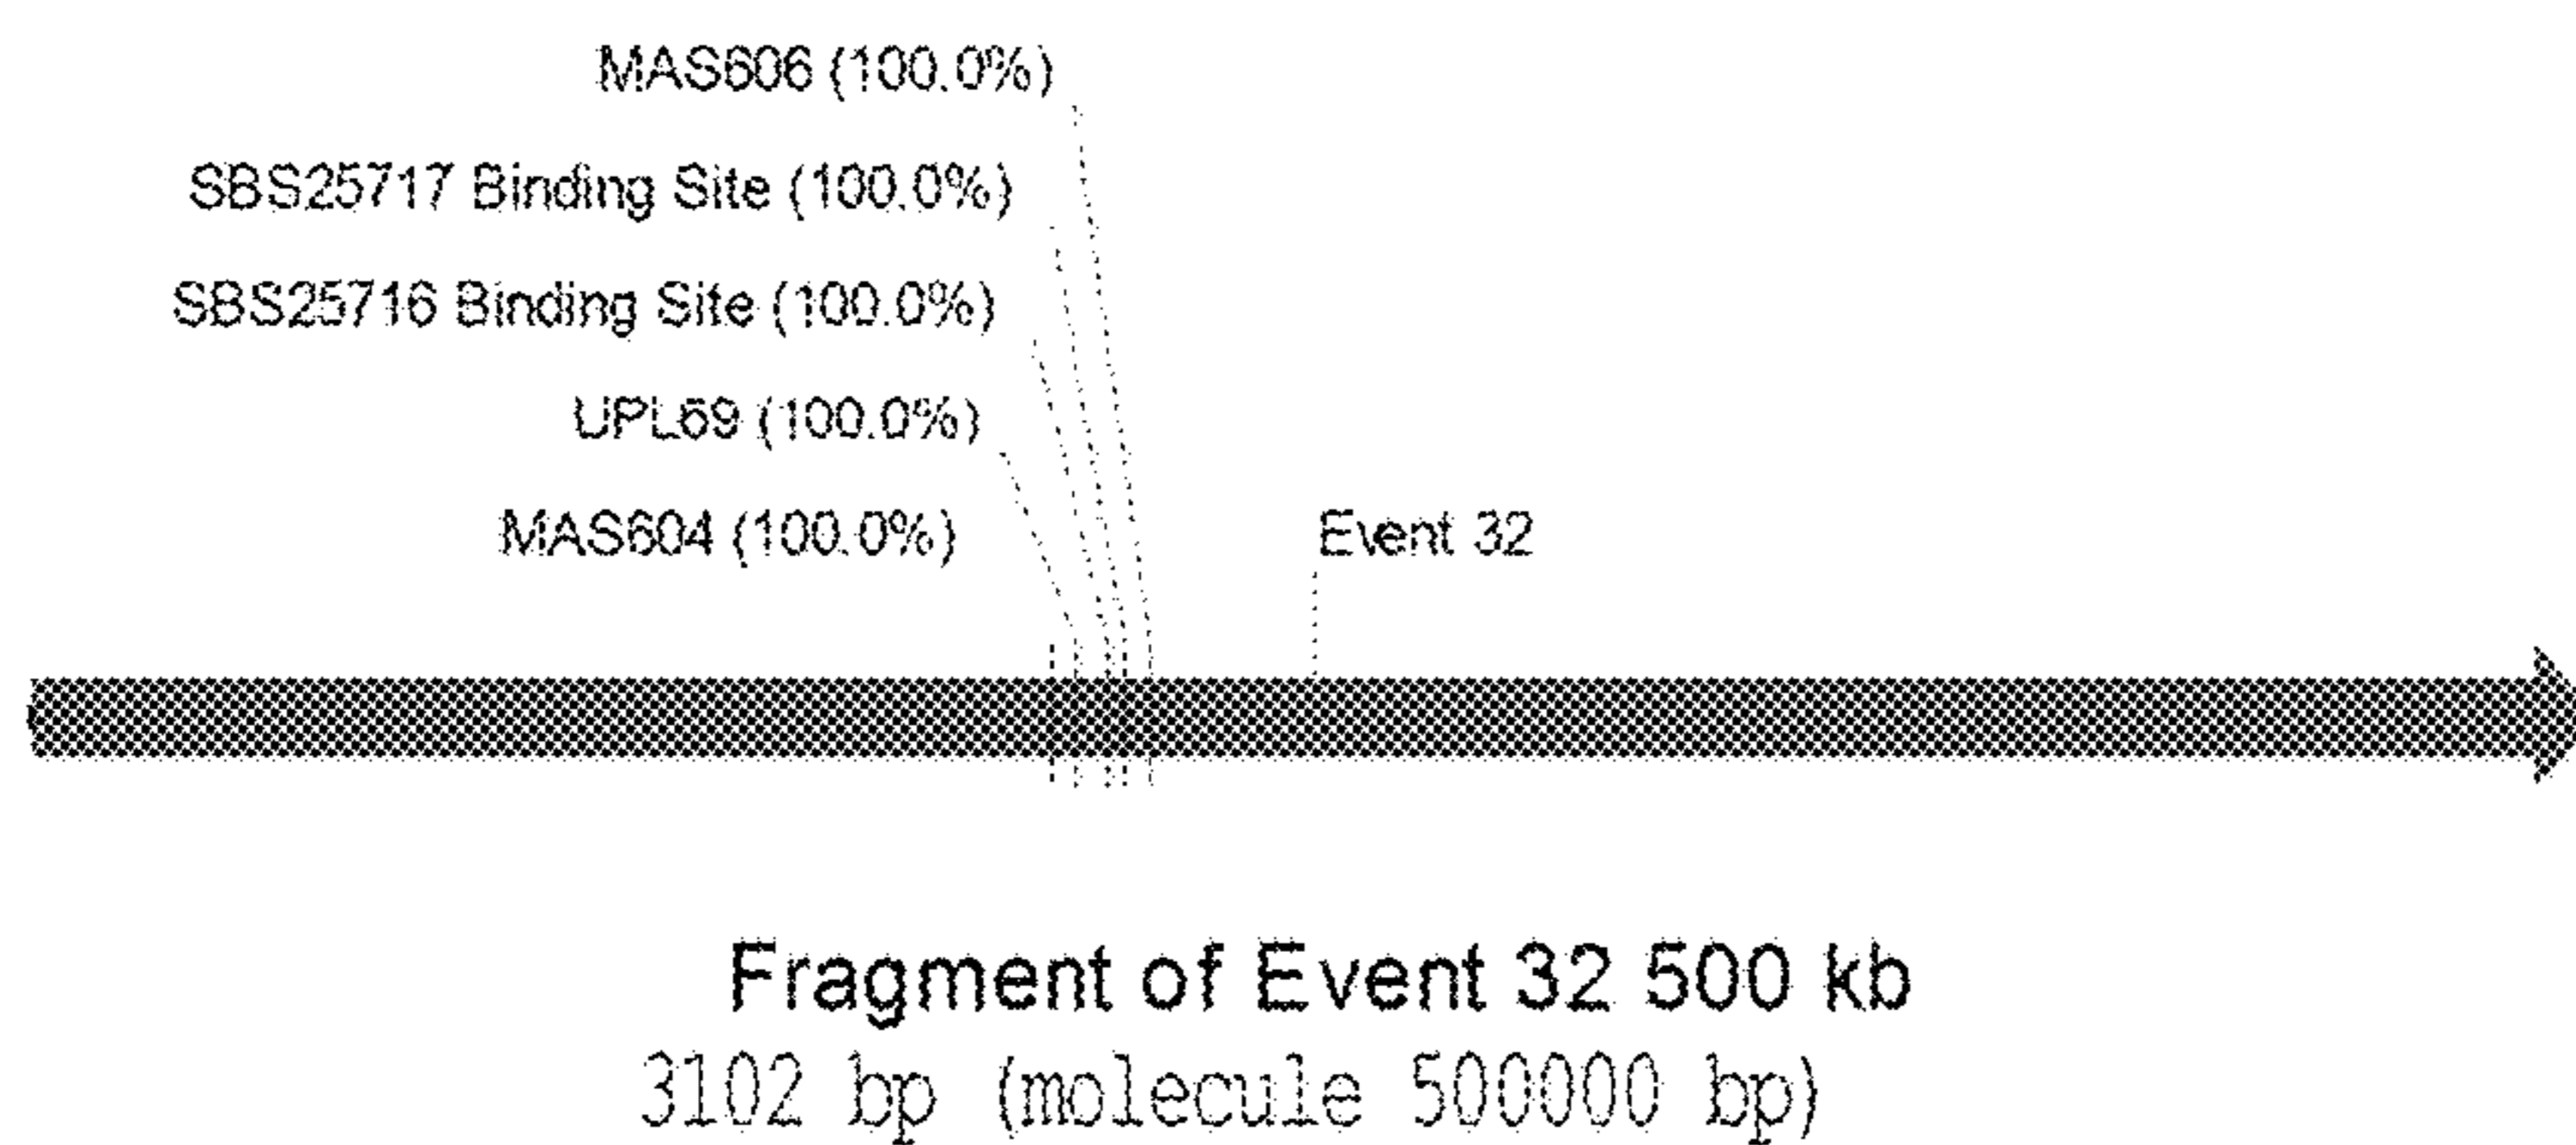 MAS606 (100.0%)
SBS25717 Binding Site (100.0%)
SBS25716 Binding Site (100.0%)
UPL69 (100.0%)
MAS604 (100.0%)
Event 32
Fragment of Event 32 500 kb
3102 bp (molecule 500000 bp)